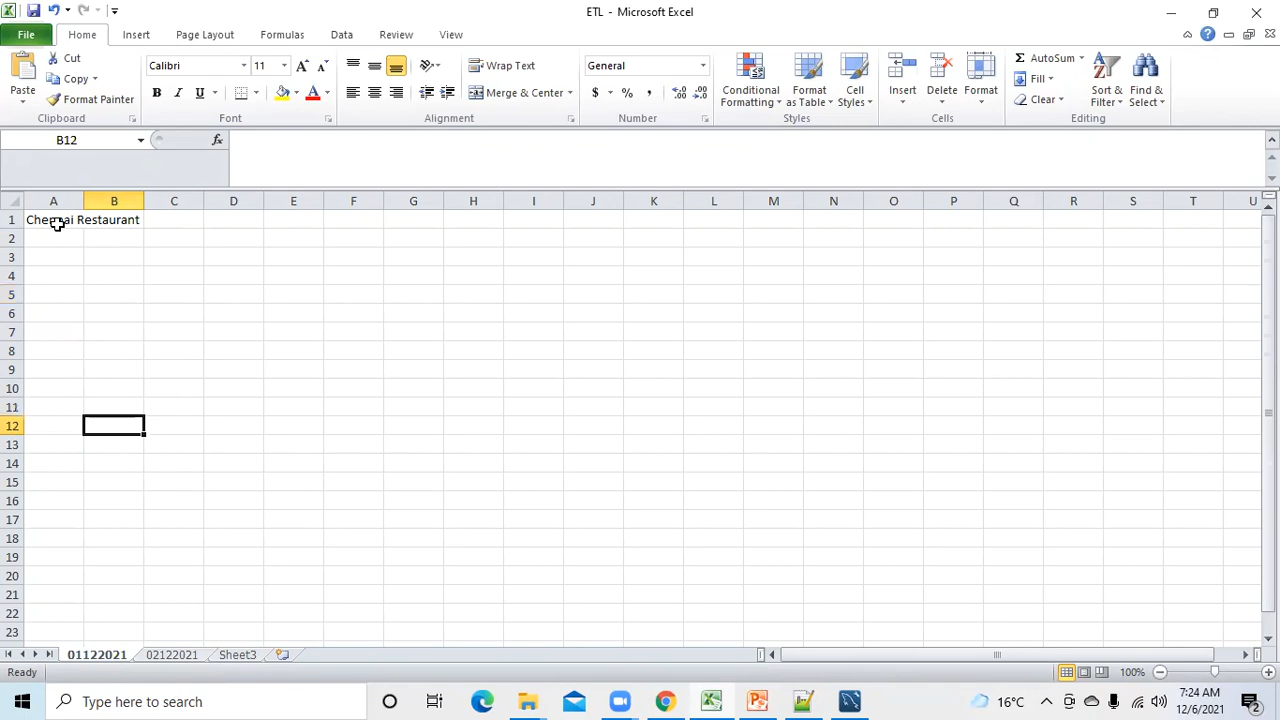 ETL - Microsoft Excel
File Home Insert Page Layout Formulas Data Review View
Paste
Cut
Copy
Format Painter
Clipboard
Calibri 11 A A
B I U A
Font
Wrap Text
Merge & Center
Alignment
General
$ % ,
Number
Conditional Formatting
Format as Table
Cell Styles
Styles
Insert Delete Format
Cells
Σ AutoSum
Fill
Clear
Sort & Filter
Find & Select
Editing
B12 fx
A B C D E F G H I J K L M N O P Q R S T U
1 Chennai Restaurant
2
3
4
5
6
7
8
9
10
11
12
13
14
15
16
17
18
19
20
21
22
23
01122021 02122021 Sheet3
Ready 100%
Type here to search
16°C
7:24 AM
12/6/2021
2